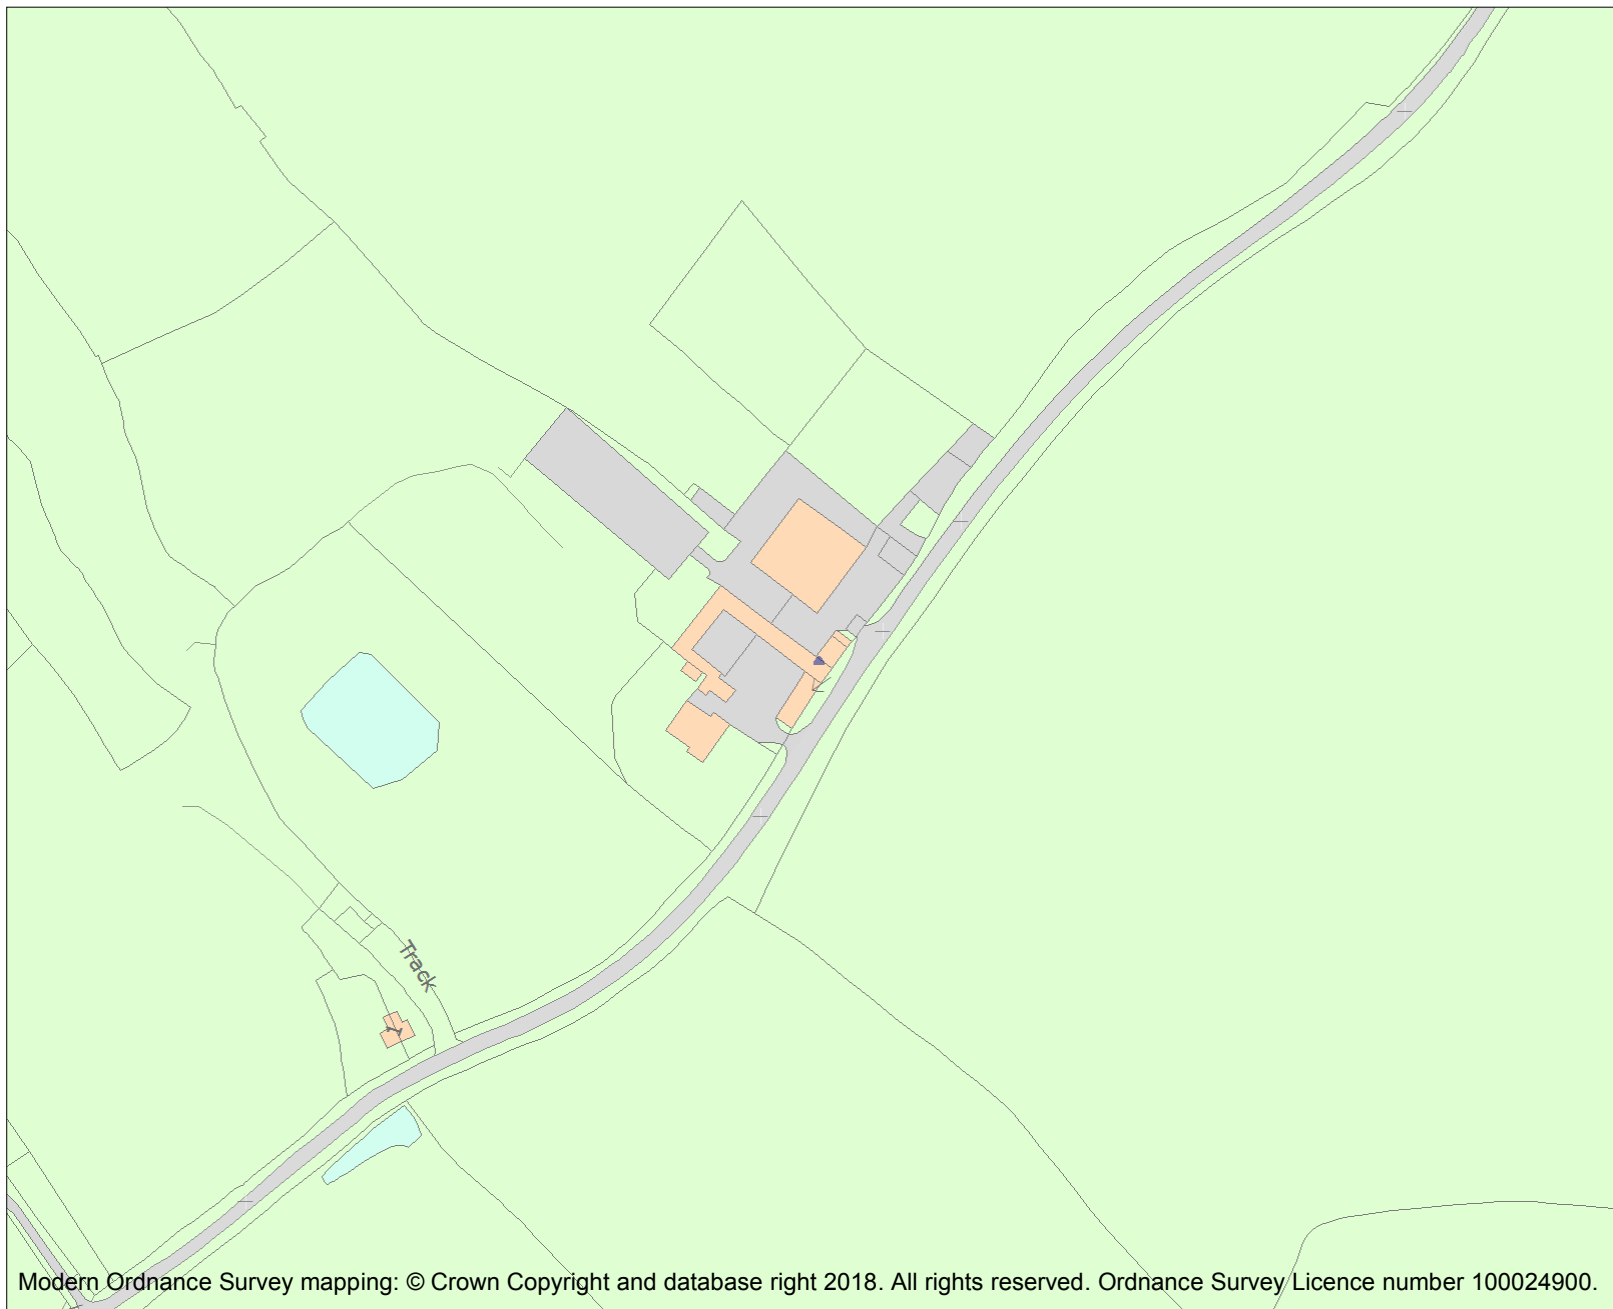 Track
1
Modern Ordnance Survey mapping: © Crown Copyright and database right 2018. All rights reserved. Ordnance Survey Licence number 100024900.